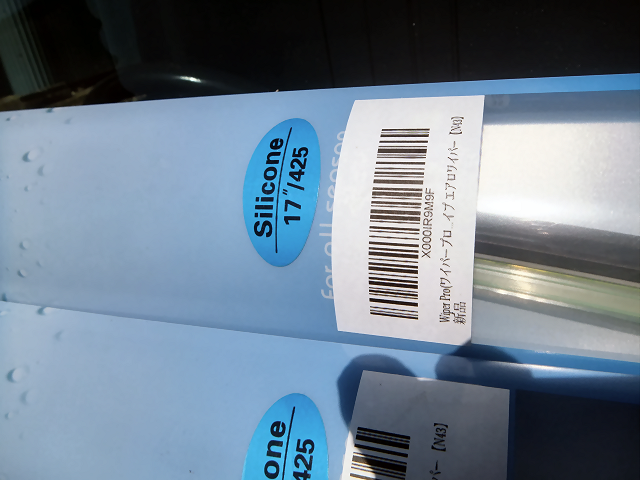 Silicone
17"/425
for all season
X000IR9M9F
Wiper Pro(ワイパープロ...イプ エアロワイパー 【N43】
新品
one
425
パー 【N43】